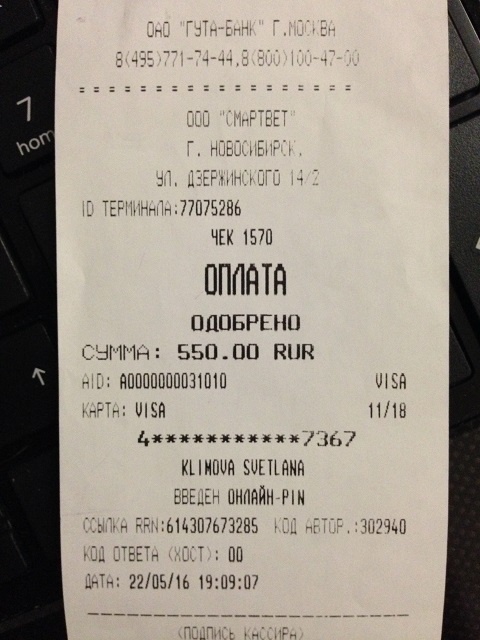 ОАО "ГУТА-БАНК" Г.МОСКВА
8(495)771-74-44,8(800)100-47-00
ООО "СМАРТВЕТ"
Г. НОВОСИБИРСК,
УЛ. ДЗЕРЖИНСКОГО 14/2
ID ТЕРМИНАЛА:77075286
ЧЕК 1570
ОПЛАТА
ОДОБРЕНО
СУММА: 550.00 RUR
AID: A0000000031010 VISA
КАРТА: VISA 11/18
4***********7367
KLIMOVA SVETLANA
ВВЕДЕН ОНЛАЙН-PIN
ССЫЛКА RRN:614307673285 КОД АВТОР.:302940
КОД ОТВЕТА (ХОСТ): 00
ДАТА: 22/05/16 19:09:07
(ПОДПИСЬ КАССИРА)
7
home
↑